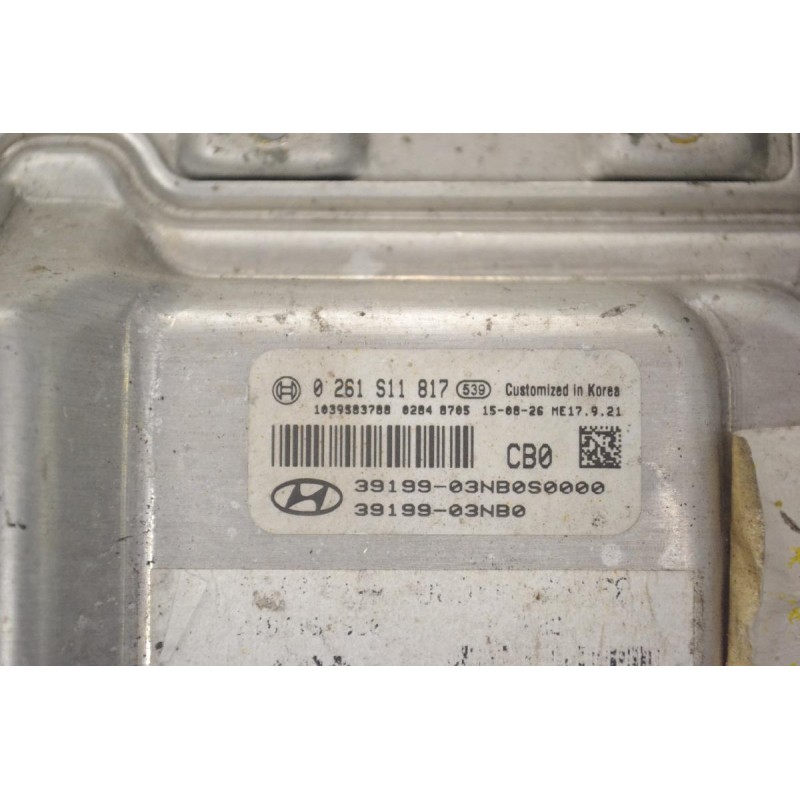 0 261 S11 817 539 Customized in Korea
1039S83788 0284 8705 15-08-26 ME17.9.21
CB0
39199-03NB0S0000
39199-03NB0